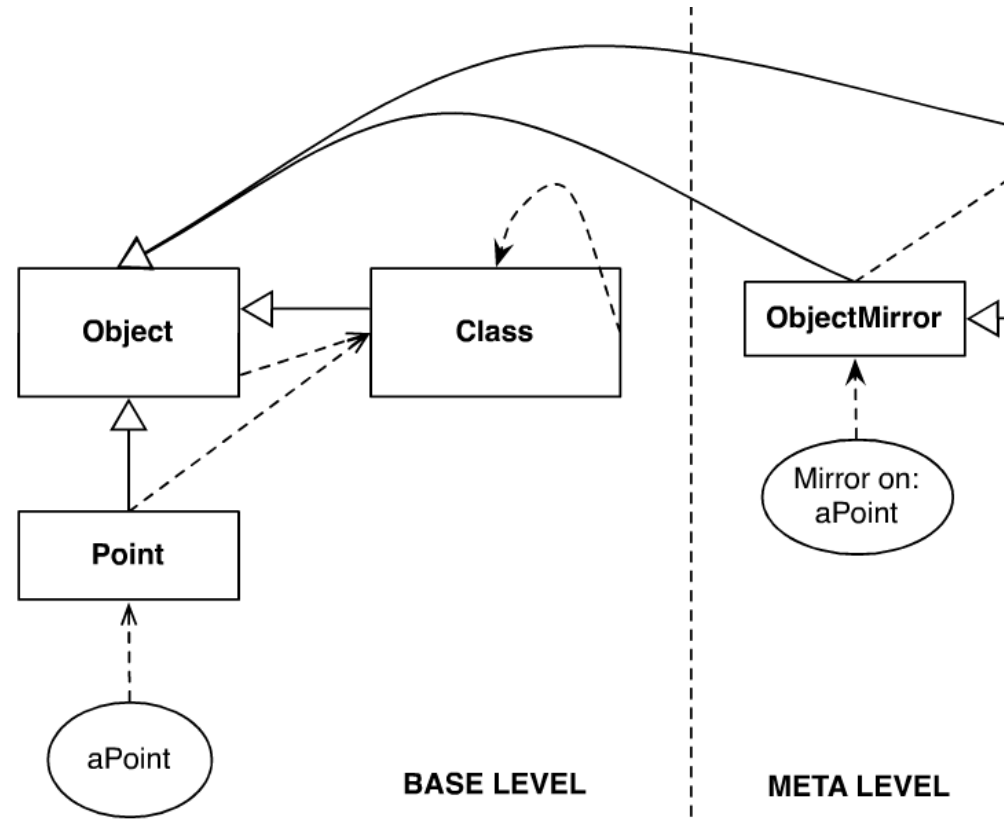 Object
Class
ObjectMirror
Mirror on:
aPoint
Point
aPoint
BASE LEVEL
META LEVEL